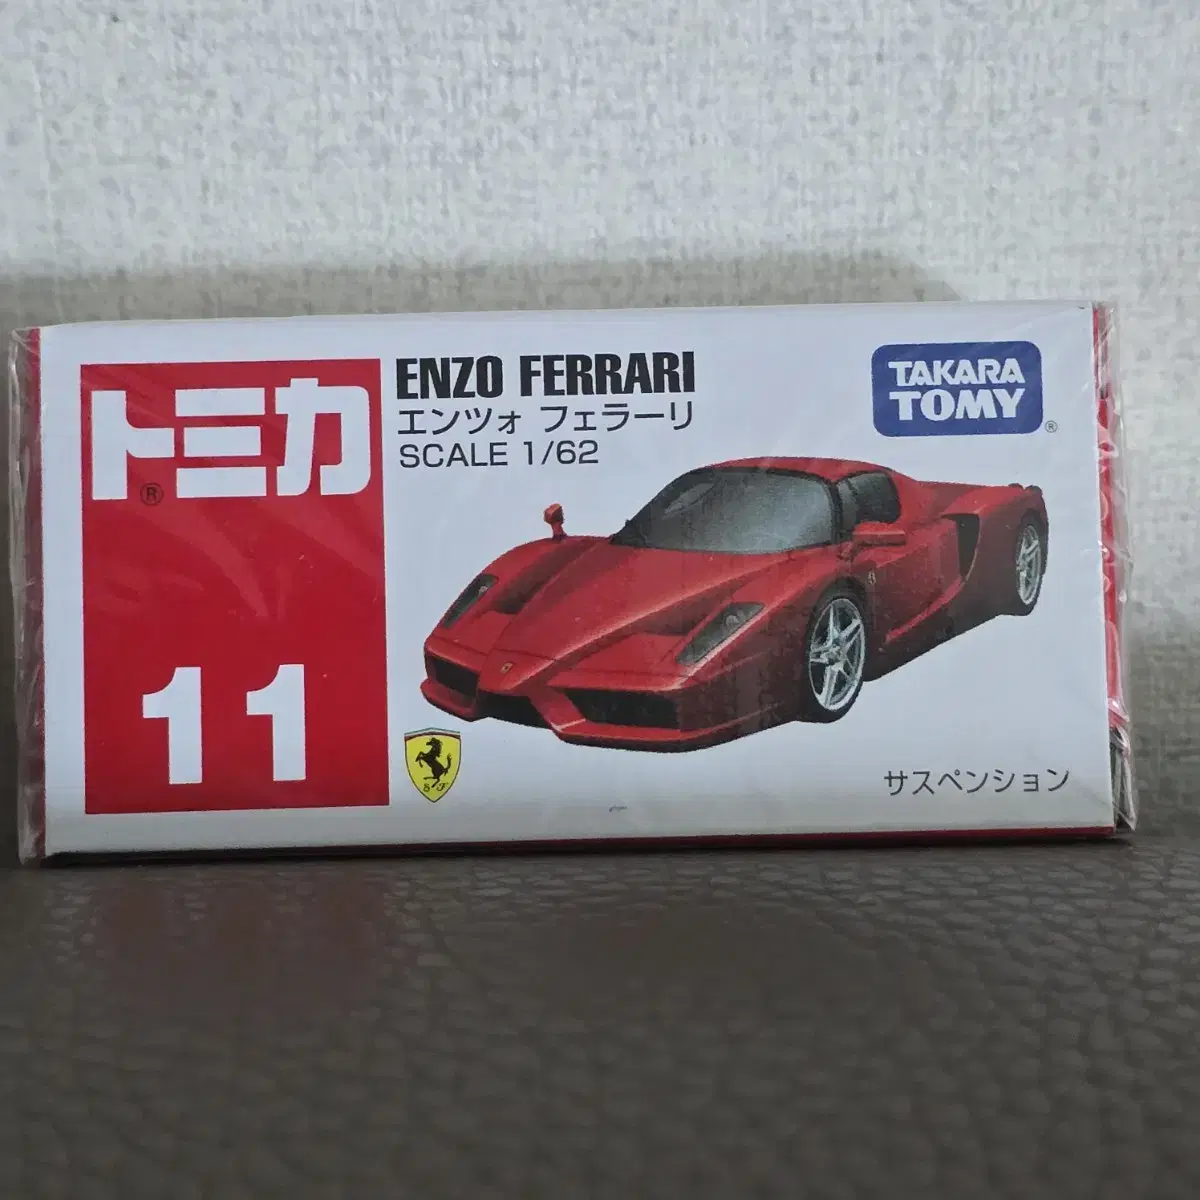 トミカ
®
11
ENZO FERRARI
エンツォ フェラーリ
SCALE 1/62
TAKARA
TOMY
®
S F
サスペンション